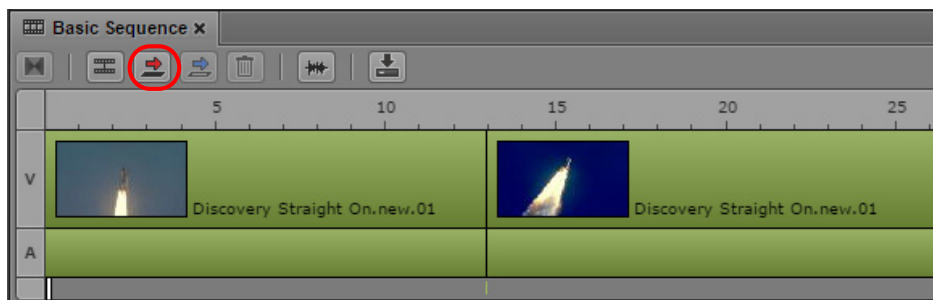 Basic Sequence x
5 10 15 20 25
V
Discovery Straight On.new.01 Discovery Straight On.new.01
A